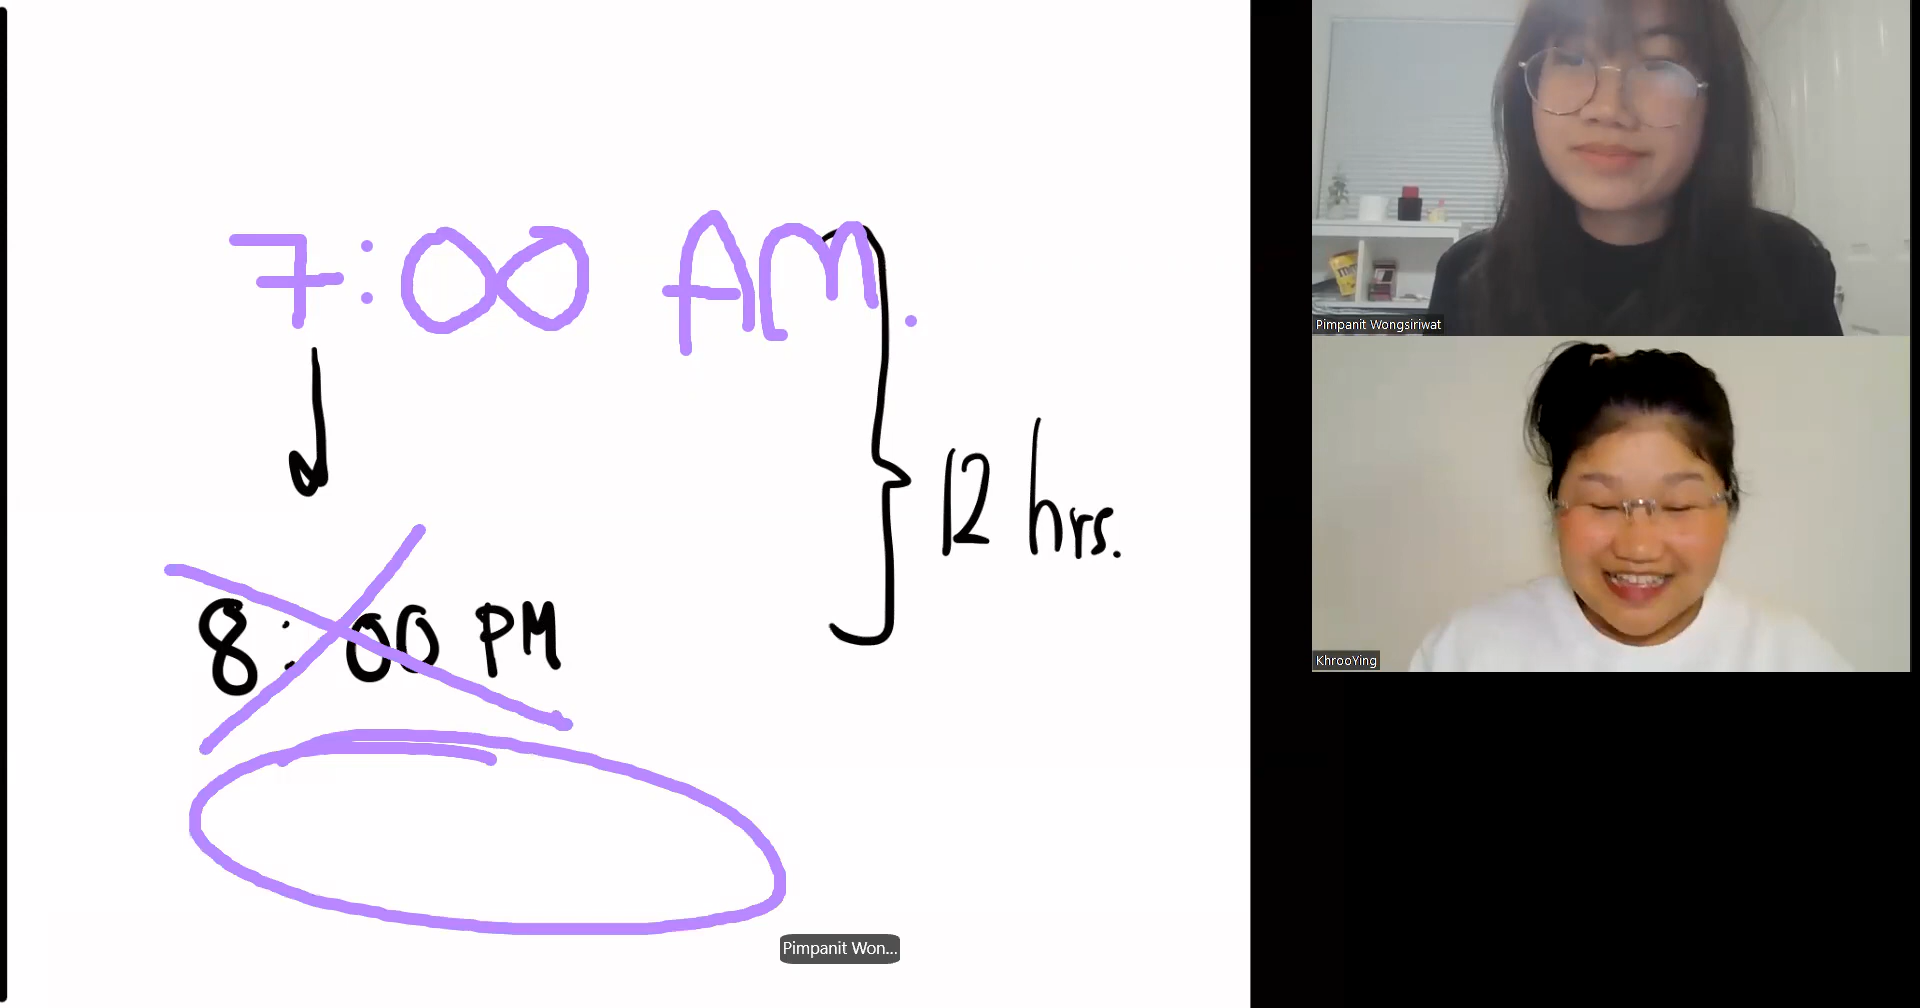 7:00 AM.
12 hrs.
8:00 PM
Pimpanit Won...
Pimpanit Wongsiriwat
KhrooYing